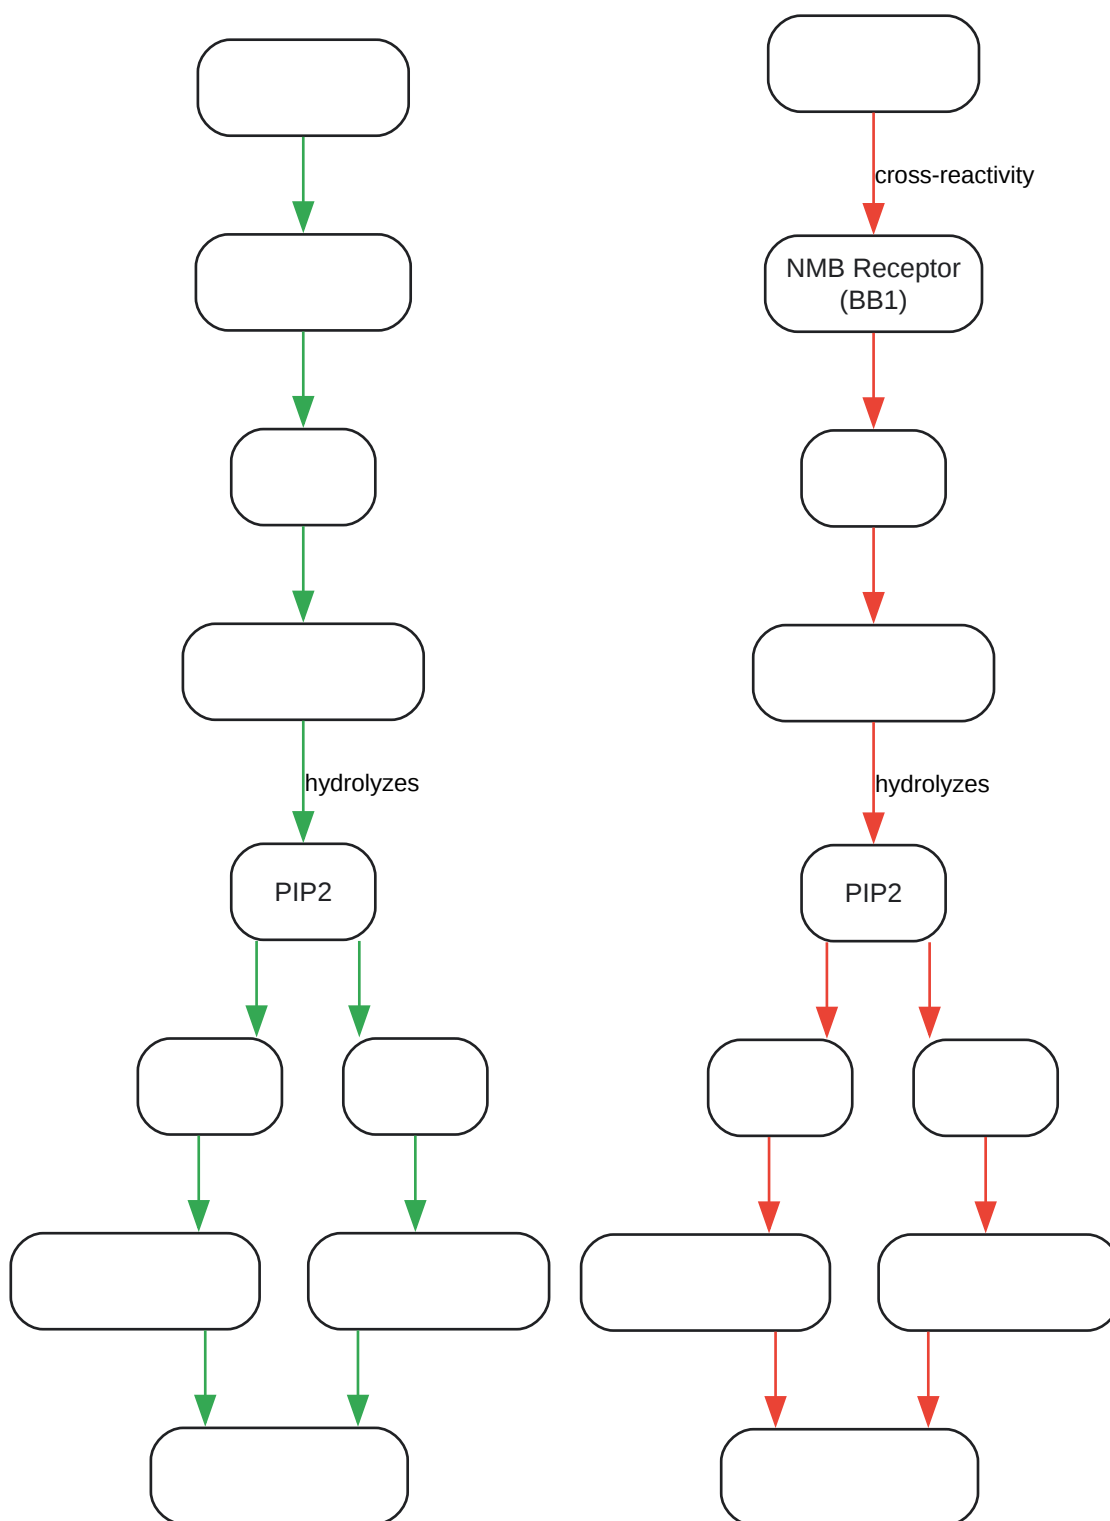 cross-reactivity
NMB Receptor
(BB1)
hydrolyzes
hydrolyzes
PIP2
PIP2